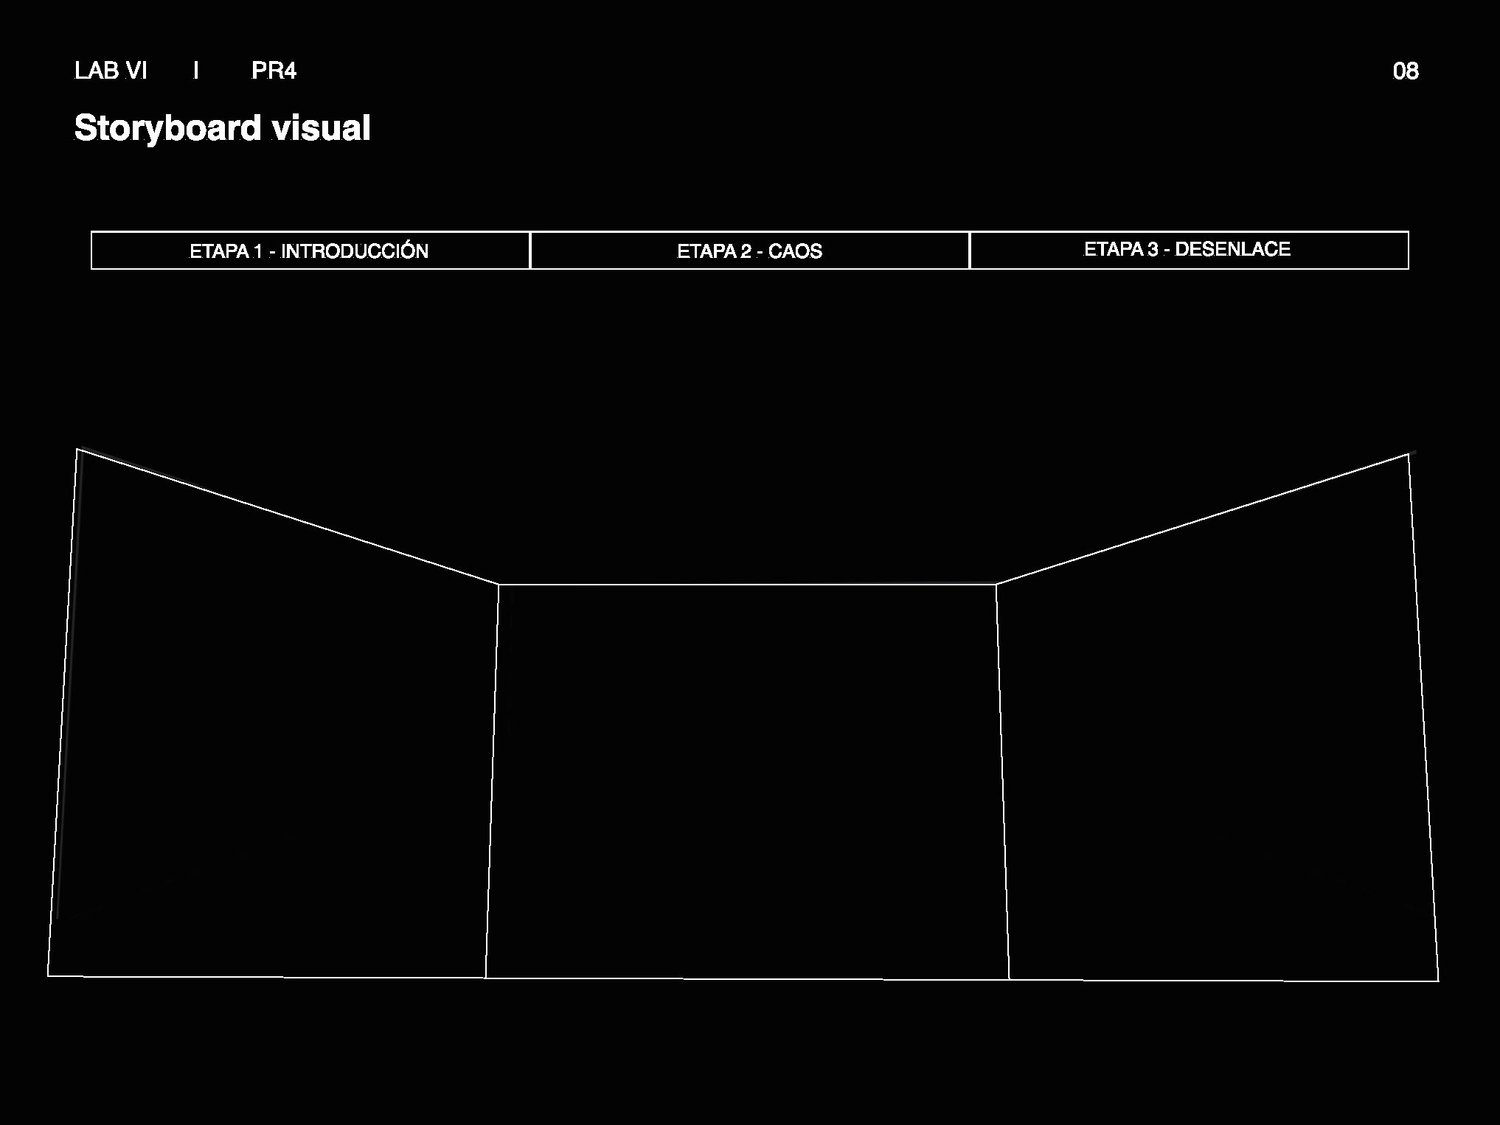 LAB VI | PR4 08
Storyboard visual
ETAPA 1 - INTRODUCCIÓN ETAPA 2 - CAOS ETAPA 3 - DESENLACE